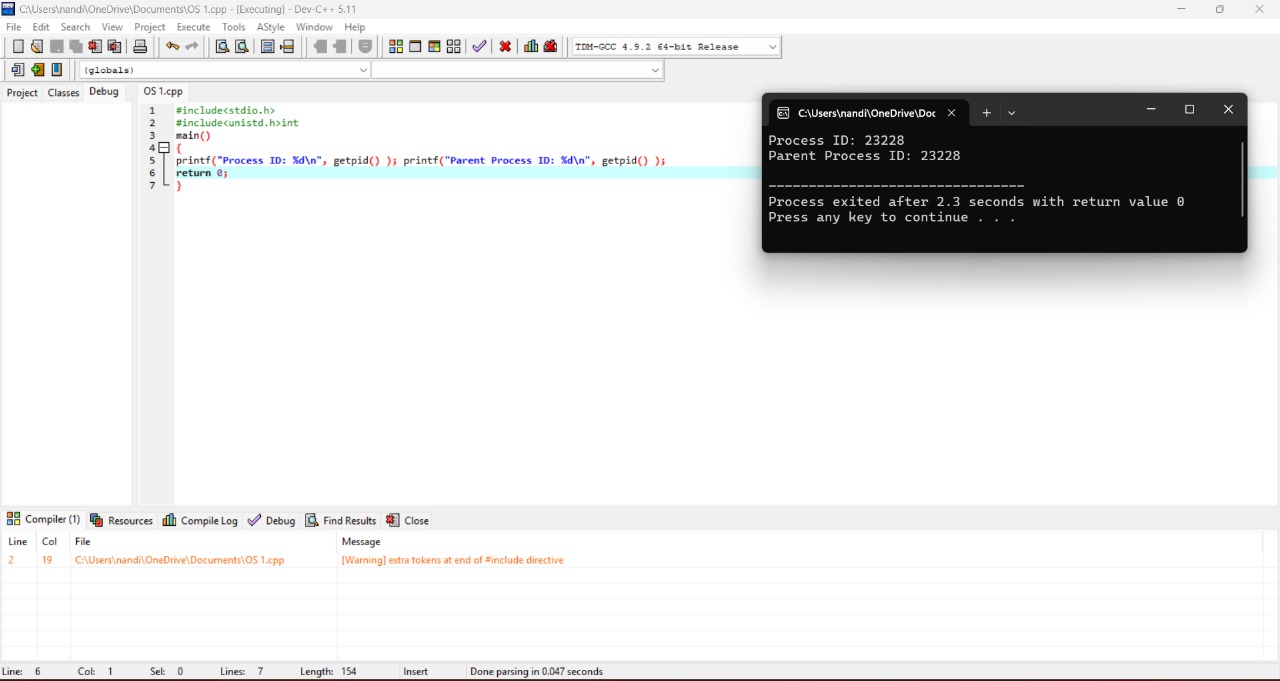 C:\Users\nandi\OneDrive\Documents\OS 1.cpp - [Executing] - Dev-C++ 5.11
File Edit Search View Project Execute Tools AStyle Window Help
TDM-GCC 4.9.2 64-bit Release
(globals)
Project Classes Debug
OS 1.cpp
1 #include<stdio.h>
2 #include<unistd.h>int
3 main()
4 {
5 printf("Process ID: %d\n", getpid() ); printf("Parent Process ID: %d\n", getpid() );
6 return 0;
7 }
C:\Users\nandi\OneDrive\Doc
Process ID: 23228
Parent Process ID: 23228
--------------------------------
Process exited after 2.3 seconds with return value 0
Press any key to continue . . .
Compiler (1) Resources Compile Log Debug Find Results Close
Line Col File Message
2 19 C:\Users\nandi\OneDrive\Documents\OS 1.cpp [Warning] extra tokens at end of #include directive
Line: 6 Col: 1 Sel: 0 Lines: 7 Length: 154 Insert Done parsing in 0.047 seconds